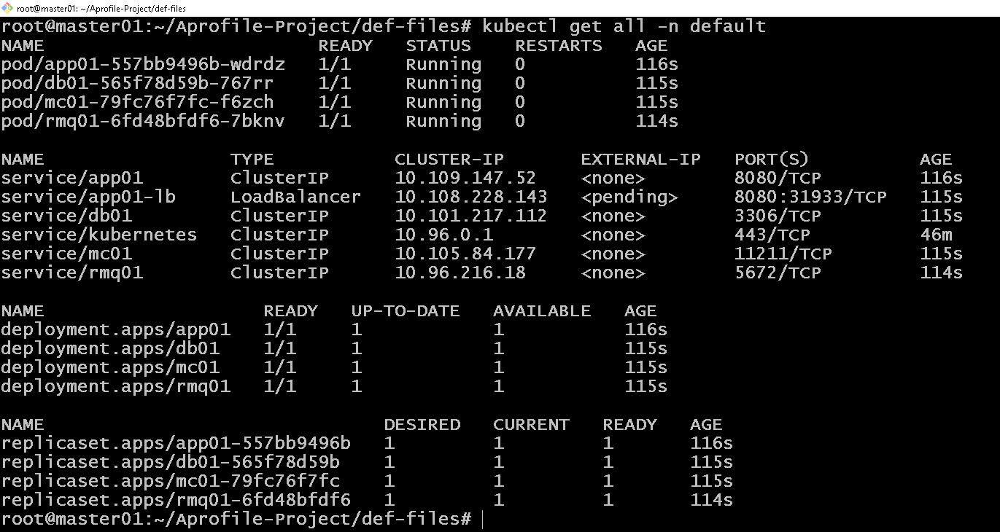 root@master01: ~/Aprofile-Project/def-files
root@master01:~/Aprofile-Project/def-files# kubectl get all -n default
NAME                         READY   STATUS    RESTARTS   AGE
pod/app01-557bb9496b-wdrdz   1/1     Running   0          116s
pod/db01-565f78d59b-767rr    1/1     Running   0          115s
pod/mc01-79fc76f7fc-f6zch    1/1     Running   0          115s
pod/rmq01-6fd48bfdf6-7bknv   1/1     Running   0          114s

NAME                 TYPE           CLUSTER-IP       EXTERNAL-IP   PORT(S)          AGE
service/app01        ClusterIP      10.109.147.52    <none>        8080/TCP         116s
service/app01-lb     LoadBalancer   10.108.228.143   <pending>     8080:31933/TCP   115s
service/db01         ClusterIP      10.101.217.112   <none>        3306/TCP         115s
service/kubernetes   ClusterIP      10.96.0.1        <none>        443/TCP          46m
service/mc01         ClusterIP      10.105.84.177    <none>        11211/TCP        115s
service/rmq01        ClusterIP      10.96.216.18     <none>        5672/TCP         114s

NAME                    READY   UP-TO-DATE   AVAILABLE   AGE
deployment.apps/app01   1/1     1            1           116s
deployment.apps/db01    1/1     1            1           115s
deployment.apps/mc01    1/1     1            1           115s
deployment.apps/rmq01   1/1     1            1           115s

NAME                               DESIRED   CURRENT   READY   AGE
replicaset.apps/app01-557bb9496b   1         1         1       116s
replicaset.apps/db01-565f78d59b    1         1         1       115s
replicaset.apps/mc01-79fc76f7fc    1         1         1       115s
replicaset.apps/rmq01-6fd48bfdf6   1         1         1       114s
root@master01:~/Aprofile-Project/def-files#